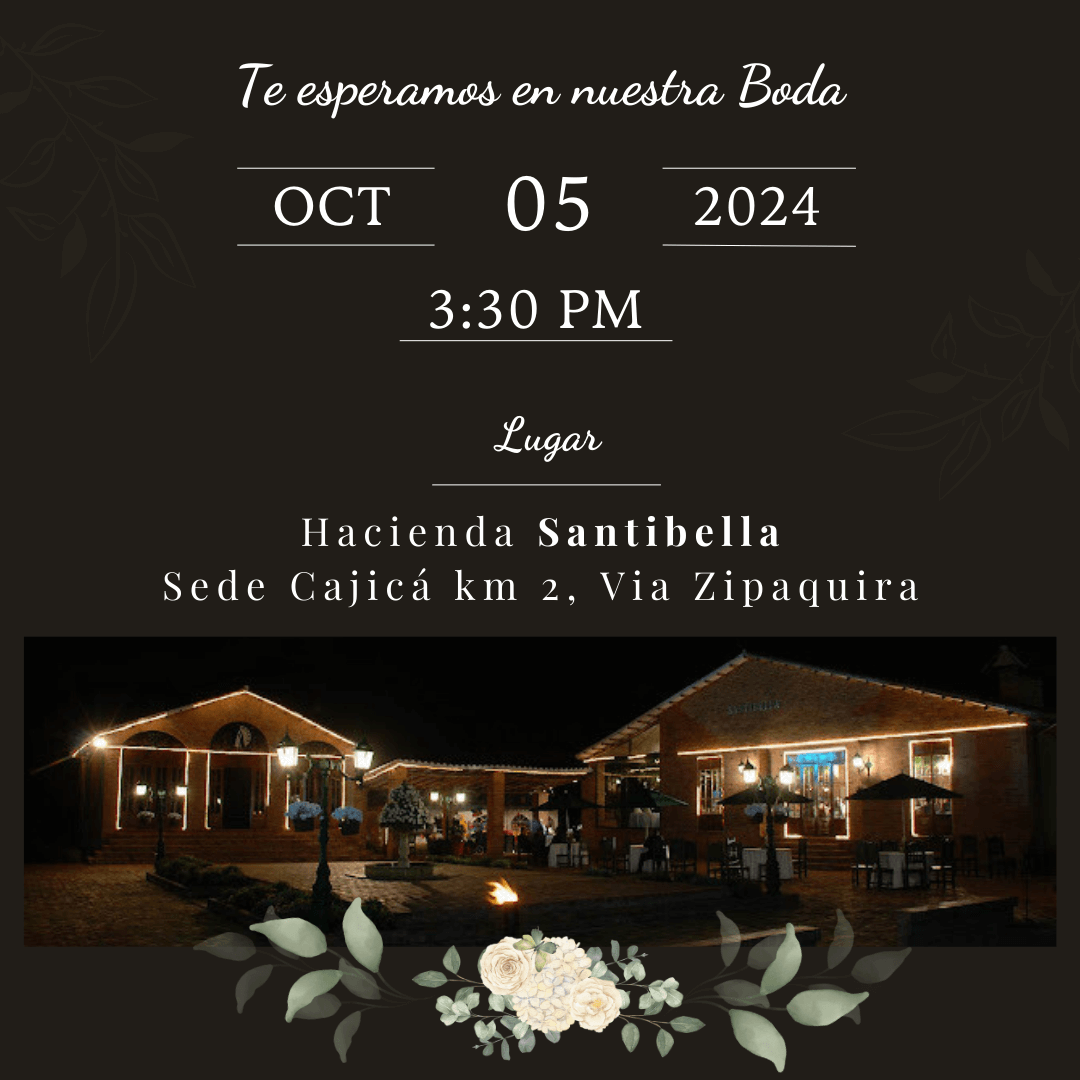 Te esperamos en nuestra Boda
OCT 05 2024
3:30 PM
Lugar
Hacienda Santibella
Sede Cajicá km 2, Via Zipaquira